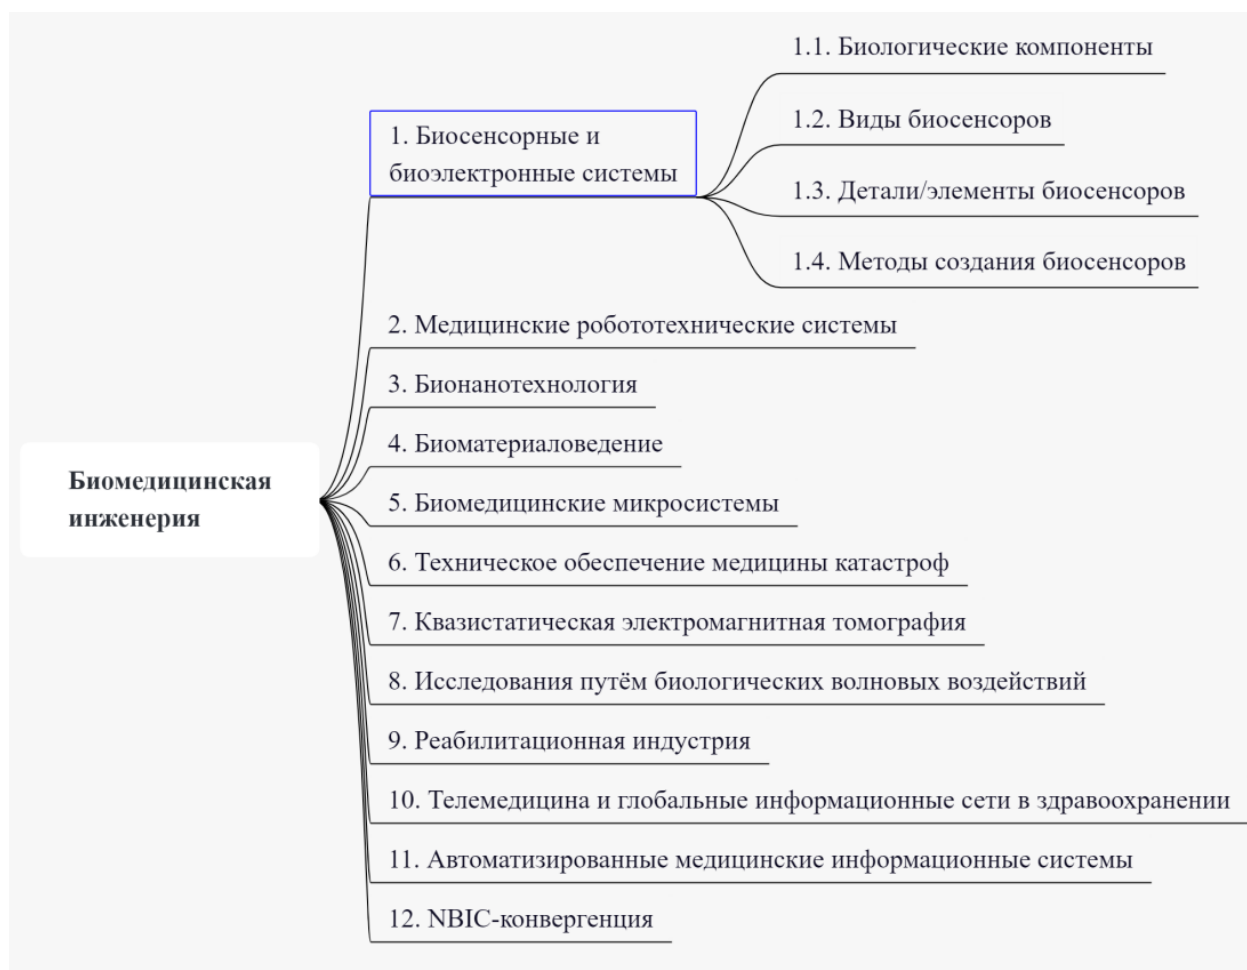 Биомедицинская
инженерия
1. Биосенсорные и
биоэлектронные системы
1.1. Биологические компоненты
1.2. Виды биосенсоров
1.3. Детали/элементы биосенсоров
1.4. Методы создания биосенсоров
2. Медицинские робототехнические системы
3. Бионанотехнология
4. Биоматериаловедение
5. Биомедицинские микросистемы
6. Техническое обеспечение медицины катастроф
7. Квазистатическая электромагнитная томография
8. Исследования путём биологических волновых воздействий
9. Реабилитационная индустрия
10. Телемедицина и глобальные информационные сети в здравоохранении
11. Автоматизированные медицинские информационные системы
12. NBIC-конвергенция